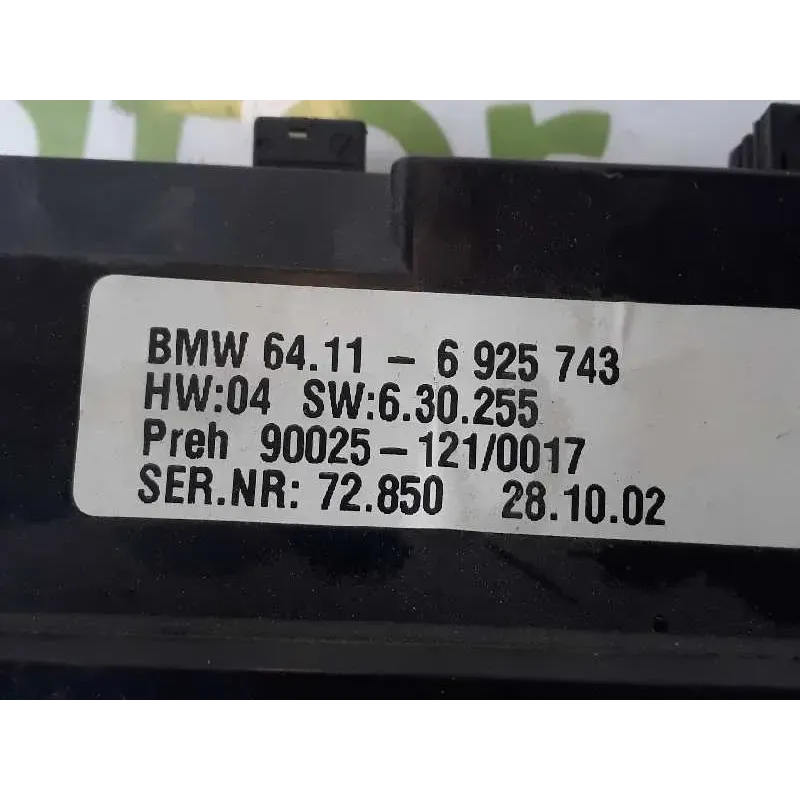 BMW 64.11 - 6 925 743
HW:04 SW:6.30.255
Preh 90025-121/0017
SER.NR: 72.850 28.10.02